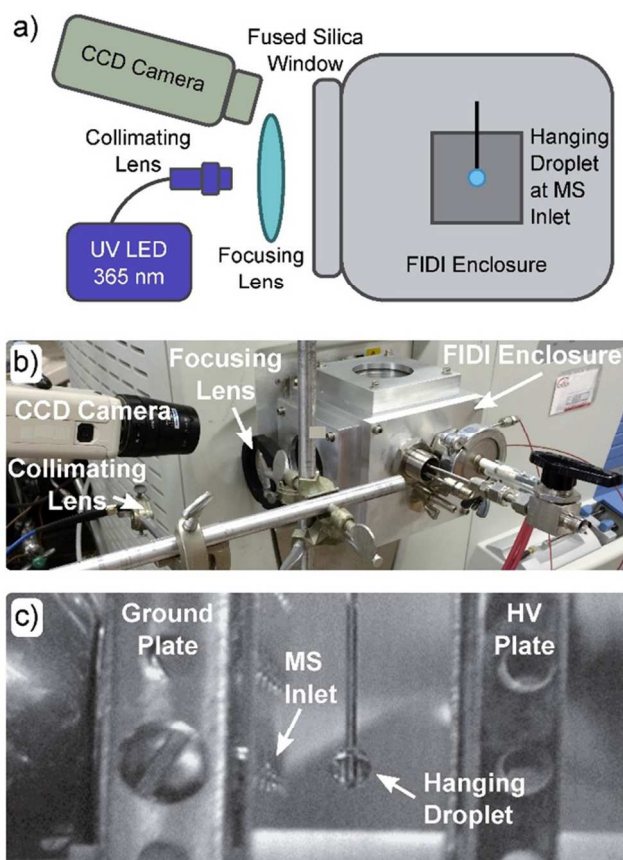 a)
CCD Camera
Collimating
Lens
UV LED
365 nm
Fused Silica
Window
Focusing
Lens
Hanging
Droplet
at MS
Inlet
FIDI Enclosure
b)
CCD Camera
Focusing
Lens
FIDI Enclosure
Collimating
Lens
c)
Ground
Plate
MS
Inlet
HV
Plate
Hanging
Droplet